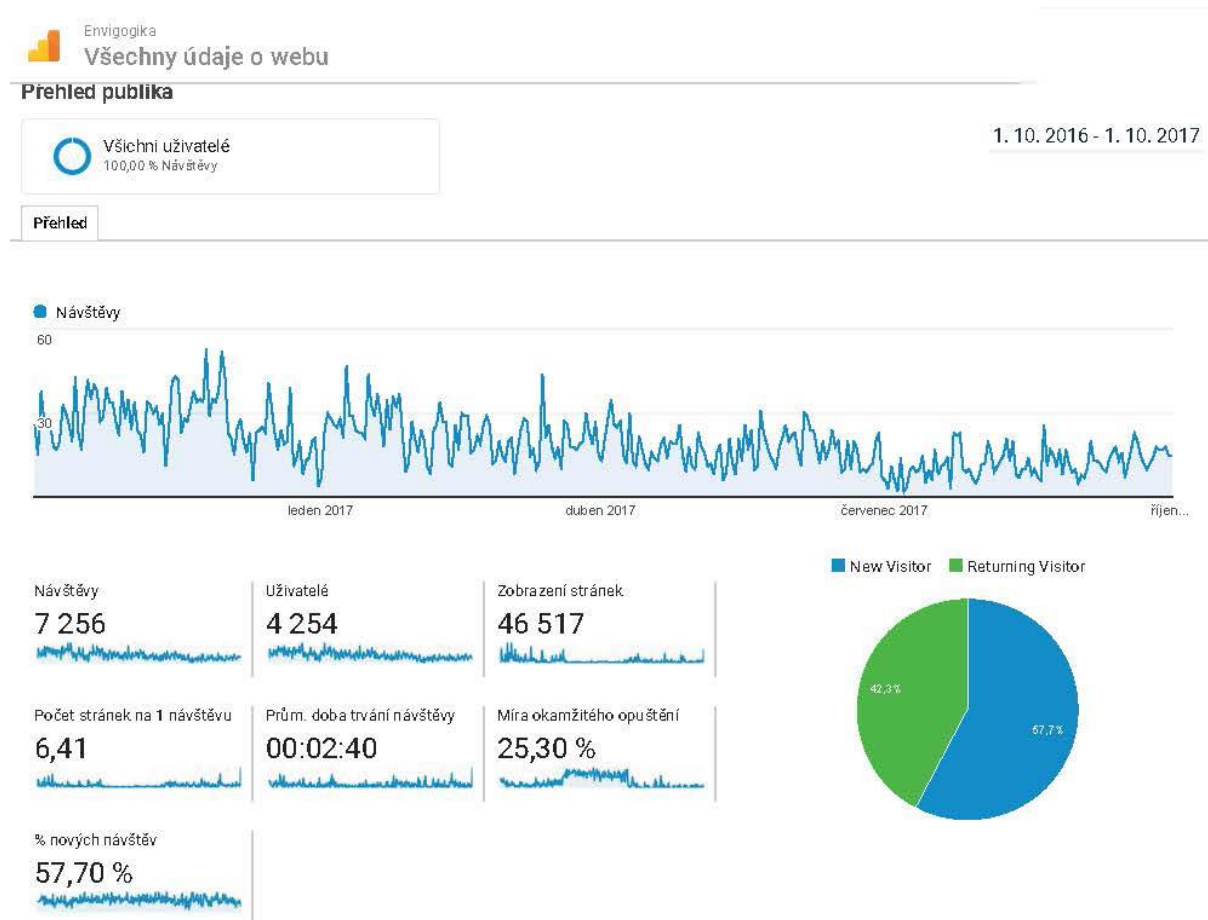 Envigogika
Všechny údaje o webu
Přehled publika
Všichni uživatelé
100,00 % Návštěvy
1. 10. 2016 - 1. 10. 2017
Přehled
Návštěvy
60
30
leden 2017
duben 2017
červenec 2017
říjen...
Návštěvy
7 256
Uživatelé
4 254
Zobrazení stránek
46 517
Počet stránek na 1 návštěvu
6,41
Prům. doba trvání návštěvy
00:02:40
Míra okamžitého opuštění
25,30 %
% nových návštěv
57,70 %
New Visitor
Returning Visitor
42,3%
57,7%